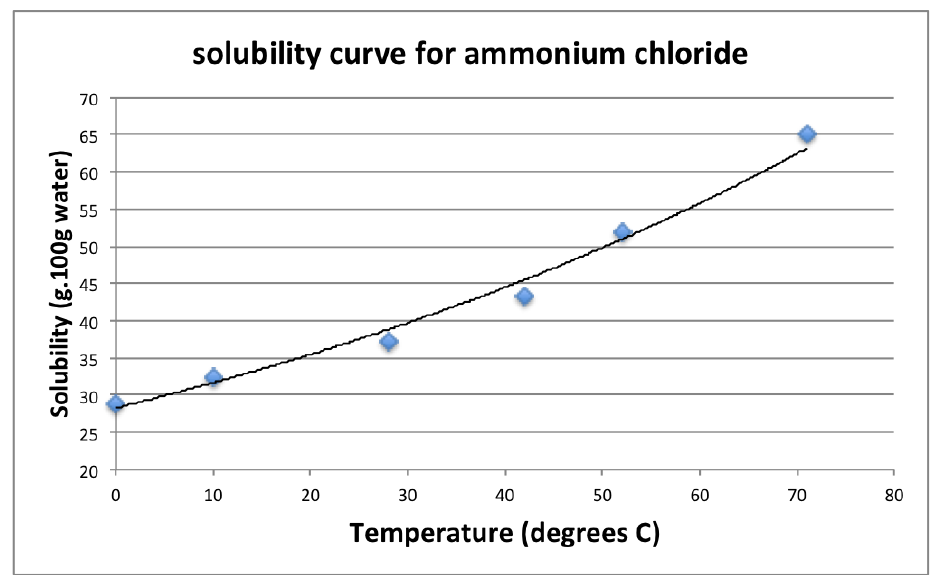 solubility curve for ammonium chloride
70
65
60
55
50
45
40
35
30
25
20
Solubility (g.100g water)
0 10 20 30 40 50 60 70 80
Temperature (degrees C)